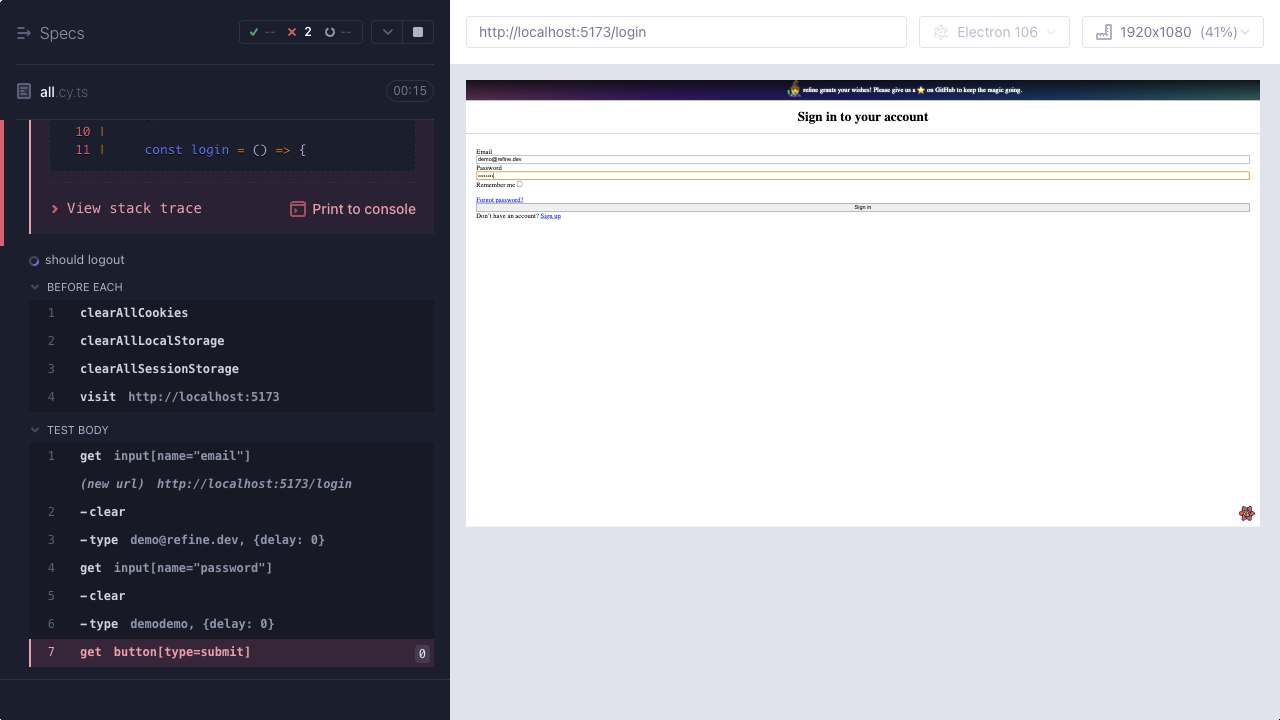 Specs
-- 2 --
all.cy.ts 00:15
10 |
11 | const login = () => {
View stack trace
Print to console
should logout
BEFORE EACH
1 clearAllCookies
2 clearAllLocalStorage
3 clearAllSessionStorage
4 visit http://localhost:5173
TEST BODY
1 get input[name="email"]
(new url) http://localhost:5173/login
2 -clear
3 -type demo@refine.dev, {delay: 0}
4 get input[name="password"]
5 -clear
6 -type demodemo, {delay: 0}
7 get button[type=submit] 0
http://localhost:5173/login
Electron 106
1920x1080 (41%)
refine grants your wishes! Please give us a ⭐ on GitHub to keep the magic going.
Sign in to your account
Email
demo@refine.dev
Password
••••••••
Remember me
Forgot password?
Sign in
Don't have an account? Sign up